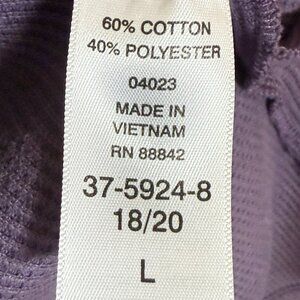 60% COTTON
40% POLYESTER
04023
MADE IN
VIETNAM
RN 88842
37-5924-8
18/20
L